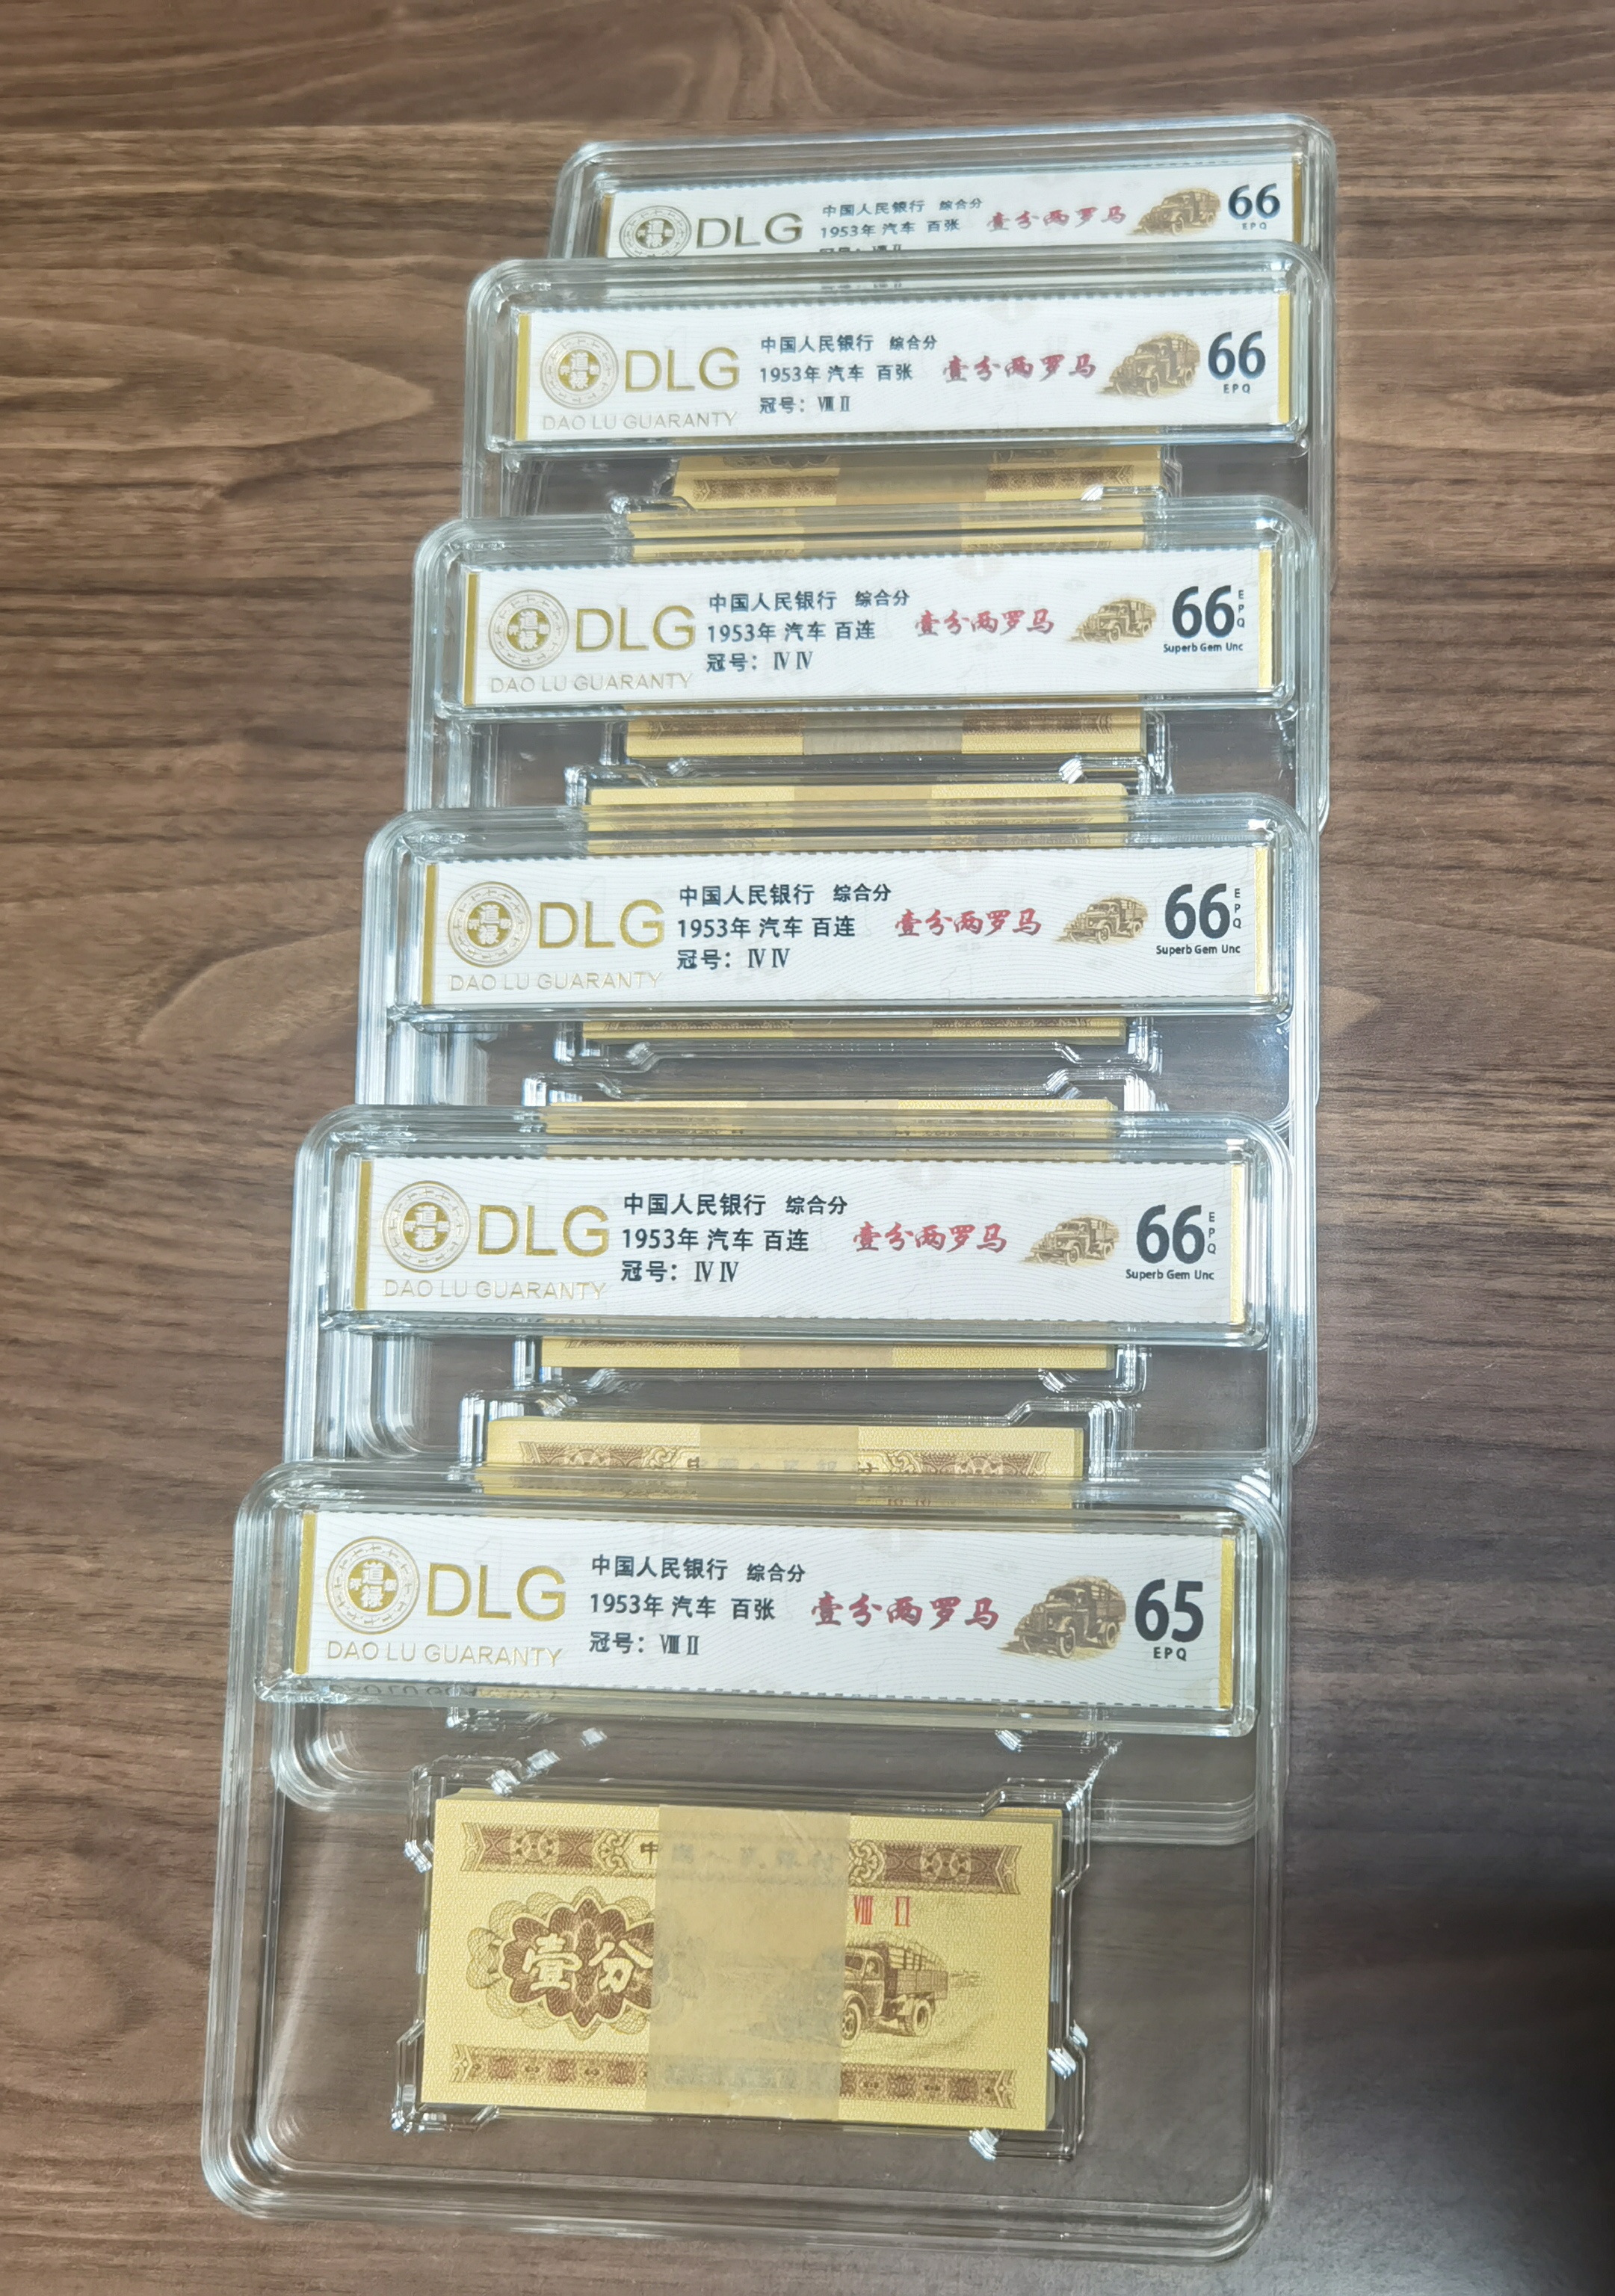 DLG
中国人民银行 综合分
1953年 汽车 百张
壹分两罗马
66
EPQ
DLG
DAO LU GUARANTY
中国人民银行 综合分
1953年 汽车 百张
冠号：Ⅷ Ⅱ
壹分两罗马
66
EPQ
DLG
DAO LU GUARANTY
中国人民银行 综合分
1953年 汽车 百连
冠号：Ⅳ Ⅳ
壹分两罗马
66
EPQ
Superb Gem Unc
DLG
DAO LU GUARANTY
中国人民银行 综合分
1953年 汽车 百连
冠号：Ⅳ Ⅳ
壹分两罗马
66
EPQ
Superb Gem Unc
DLG
DAO LU GUARANTY
中国人民银行 综合分
1953年 汽车 百连
冠号：Ⅳ Ⅳ
壹分两罗马
66
EPQ
Superb Gem Unc
DLG
DAO LU GUARANTY
中国人民银行 综合分
1953年 汽车 百张
冠号：Ⅷ Ⅱ
壹分两罗马
65
EPQ
中
Ⅷ Ⅱ
壹分